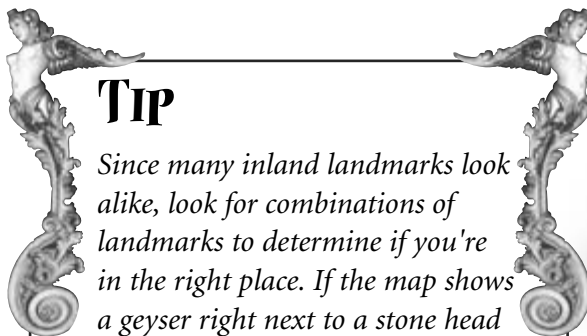 TIP
Since many inland landmarks look
alike, look for combinations of
landmarks to determine if you're
in the right place. If the map shows
a geyser right next to a stone head